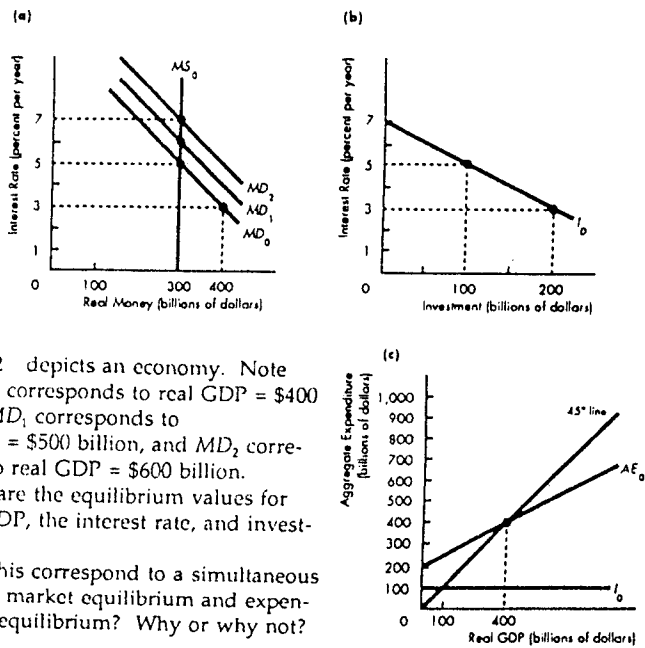 (a)
Interest Rate (percent per year)
7
5
3
1
0
100
300
400
Real Money (billions of dollars)
MS0
MD2
MD1
MD0
(b)
Interest Rate (percent per year)
7
5
3
1
0
100
200
Investment (billions of dollars)
I0
2 depicts an economy. Note
corresponds to real GDP = $400
MD1 corresponds to
= $500 billion, and MD2 corre-
o real GDP = $600 billion.
are the equilibrium values for
DP, the interest rate, and invest-
his correspond to a simultaneous
market equilibrium and expen-
equilibrium? Why or why not?
(c)
Aggregate Expenditure
(billions of dollars)
1,000
900
800
700
600
500
400
300
200
100
0
100
400
Real GDP (billions of dollars)
45° line
AE0
I0